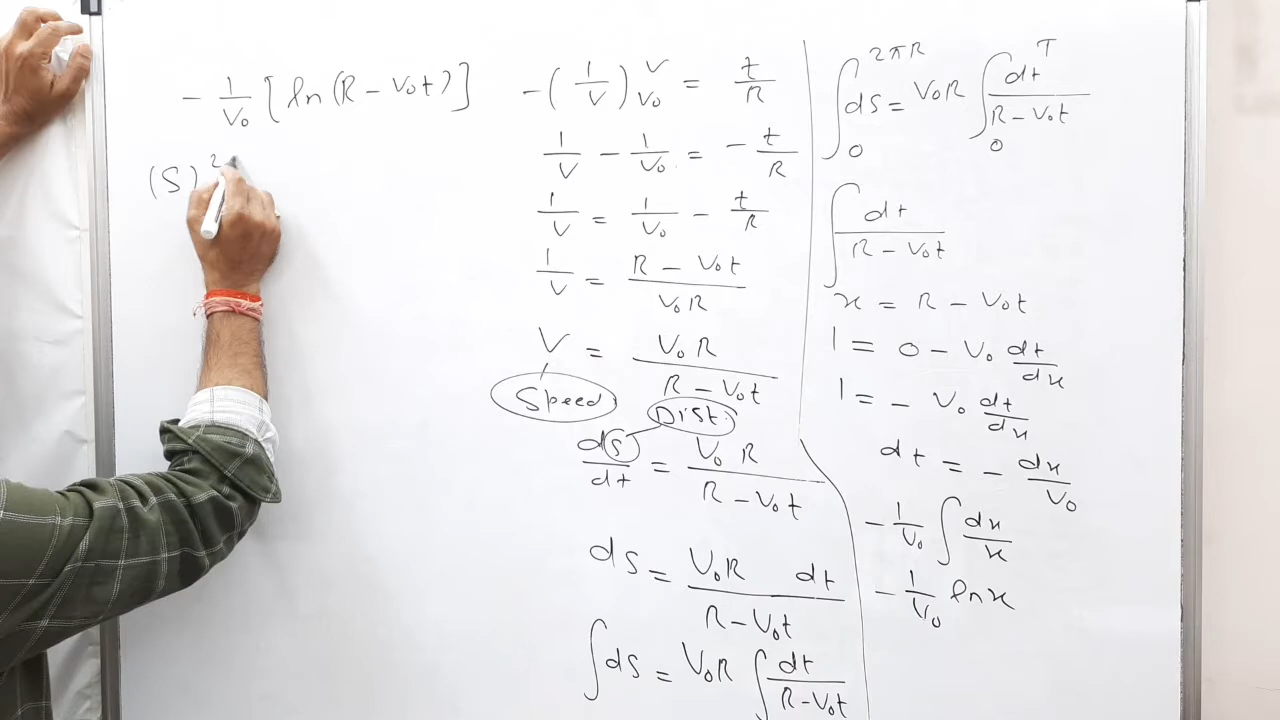 - 1/V₀ [ ln (R - V₀t) ]
(S)²
- (1/V)ᵥ₀ⱽ = t/R
1/V - 1/V₀ = - t/R
1/V = 1/V₀ - t/R
1/V = (R - V₀t)/(V₀R)
V = V₀R/(R - V₀t)
Speed
Dist
ds/dt = V₀R/(R - V₀t)
ds = V₀R dt/(R - V₀t)
∫ds = V₀R ∫ dt/(R - V₀t)
∫₀^{2πR} ds = V₀R ∫₀^T dt/(R - V₀t)
∫ dt/(R - V₀t)
x = R - V₀t
1 = 0 - V₀ dt/dx
1 = - V₀ dt/dx
dt = - dx/V₀
- 1/V₀ ∫ dx/x
- 1/V₀ ln x